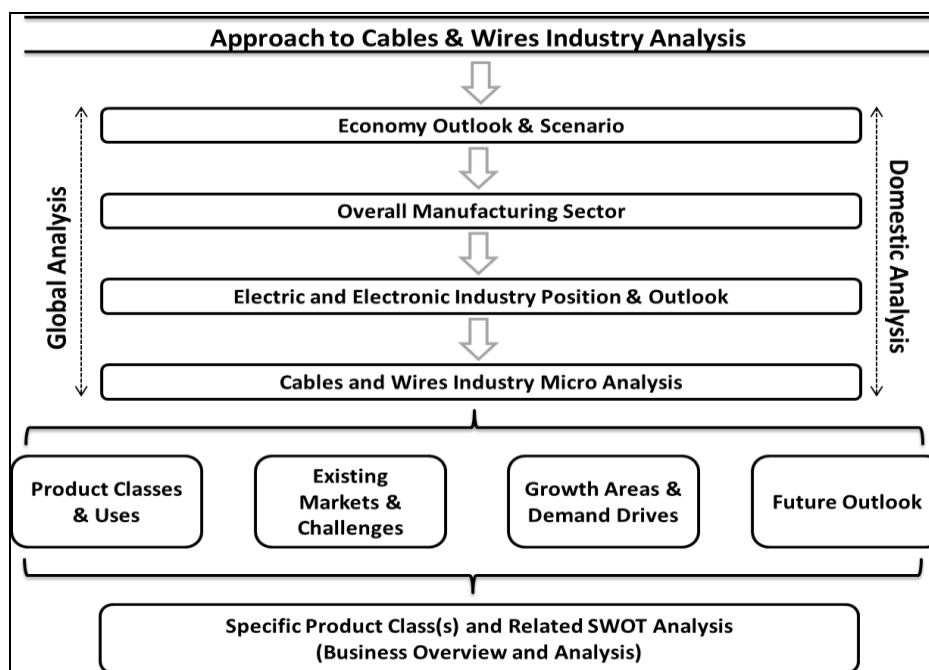 Approach to Cables & Wires Industry Analysis
Economy Outlook & Scenario
Overall Manufacturing Sector
Electric and Electronic Industry Position & Outlook
Cables and Wires Industry Micro Analysis
Global Analysis
Domestic Analysis
Product Classes
& Uses
Existing
Markets &
Challenges
Growth Areas &
Demand Drives
Future Outlook
Specific Product Class(s) and Related SWOT Analysis
(Business Overview and Analysis)